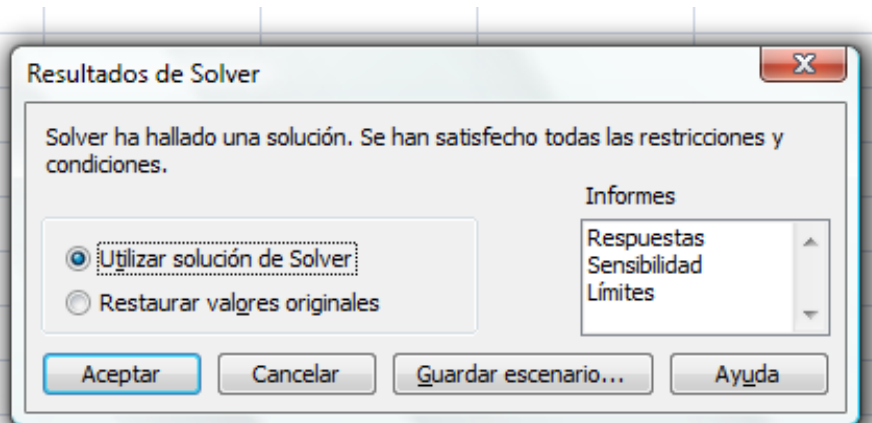 Resultados de Solver
Solver ha hallado una solución. Se han satisfecho todas las restricciones y
condiciones.
Informes
Utilizar solución de Solver
Restaurar valores originales
Respuestas
Sensibilidad
Límites
Aceptar
Cancelar
Guardar escenario...
Ayuda